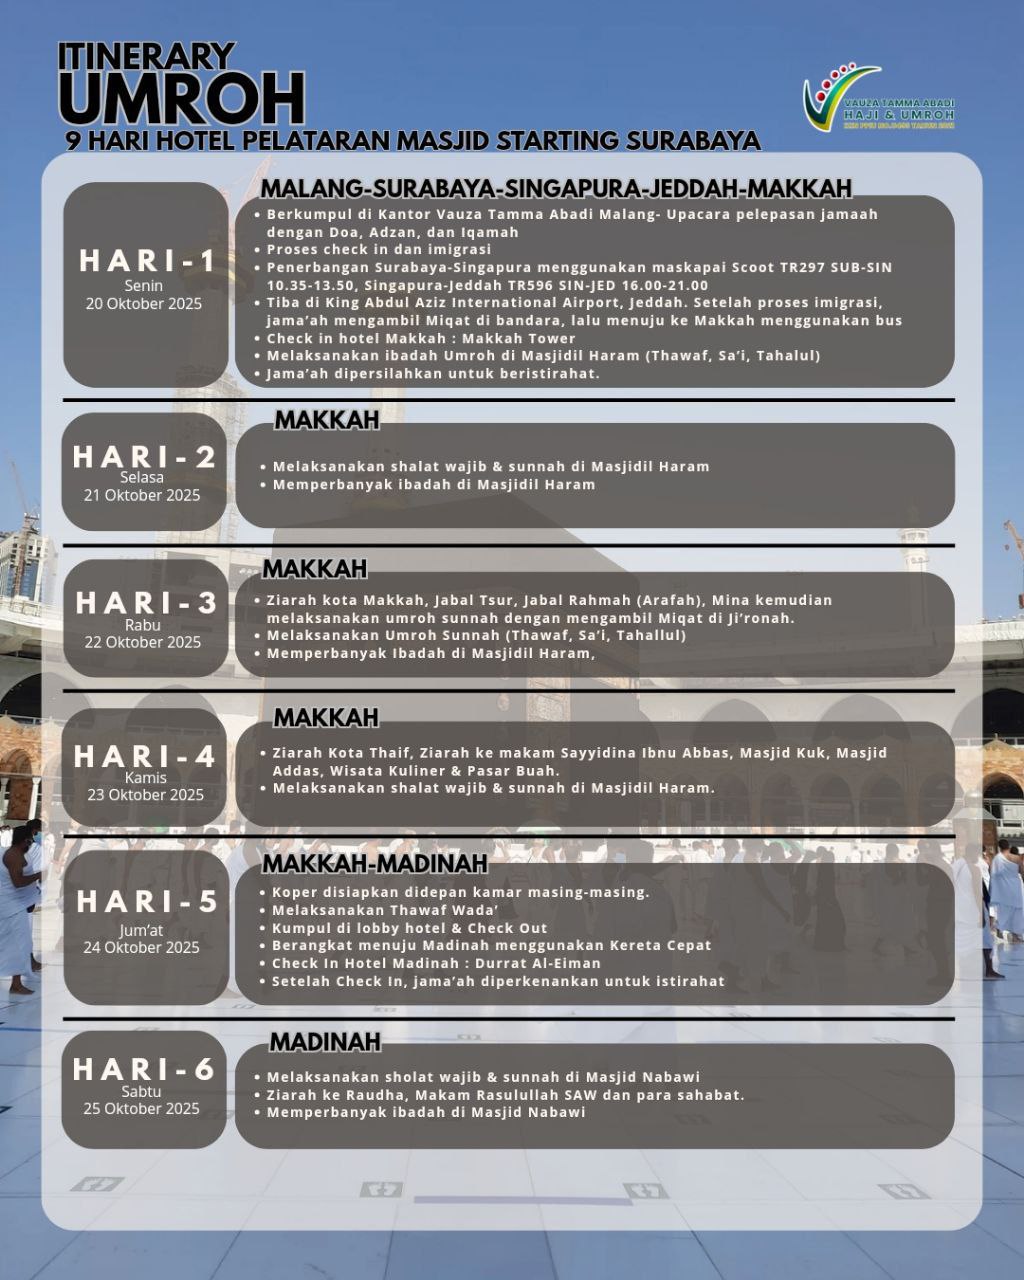 ITINERARY
UMROH
9 HARI HOTEL PELATARAN MASJID STARTING SURABAYA
VAUZA TAMMA ABADI
HAJI & UMROH
HARI-1
Senin
20 Oktober 2025
MALANG-SURABAYA-SINGAPURA-JEDDAH-MAKKAH
• Berkumpul di Kantor Vauza Tamma Abadi Malang- Upacara pelepasan jamaah
dengan Doa, Adzan, dan Iqamah
• Proses check in dan imigrasi
• Penerbangan Surabaya-Singapura menggunakan maskapai Scoot TR297 SUB-SIN
10.35-13.50, Singapura-Jeddah TR596 SIN-JED 16.00-21.00
• Tiba di King Abdul Aziz International Airport, Jeddah. Setelah proses imigrasi,
jama’ah mengambil Miqat di bandara, lalu menuju ke Makkah menggunakan bus
• Check in hotel Makkah : Makkah Tower
• Melaksanakan ibadah Umroh di Masjidil Haram (Thawaf, Sa’i, Tahalul)
• Jama’ah dipersilahkan untuk beristirahat.
HARI-2
Selasa
21 Oktober 2025
MAKKAH
• Melaksanakan shalat wajib & sunnah di Masjidil Haram
• Memperbanyak ibadah di Masjidil Haram
HARI-3
Rabu
22 Oktober 2025
MAKKAH
• Ziarah kota Makkah, Jabal Tsur, Jabal Rahmah (Arafah), Mina kemudian
melaksanakan umroh sunnah dengan mengambil Miqat di Ji’ronah.
• Melaksanakan Umroh Sunnah (Thawaf, Sa’i, Tahallul)
• Memperbanyak Ibadah di Masjidil Haram,
HARI-4
Kamis
23 Oktober 2025
MAKKAH
• Ziarah Kota Thaif, Ziarah ke makam Sayyidina Ibnu Abbas, Masjid Kuk, Masjid
Addas, Wisata Kuliner & Pasar Buah.
• Melaksanakan shalat wajib & sunnah di Masjidil Haram.
HARI-5
Jum’at
24 Oktober 2025
MAKKAH-MADINAH
• Koper disiapkan didepan kamar masing-masing.
• Melaksanakan Thawaf Wada’
• Kumpul di lobby hotel & Check Out
• Berangkat menuju Madinah menggunakan Kereta Cepat
• Check In Hotel Madinah : Durrat Al-Eiman
• Setelah Check In, jama’ah diperkenankan untuk istirahat
HARI-6
Sabtu
25 Oktober 2025
MADINAH
• Melaksanakan sholat wajib & sunnah di Masjid Nabawi
• Ziarah ke Raudha, Makam Rasulullah SAW dan para sahabat.
• Memperbanyak ibadah di Masjid Nabawi